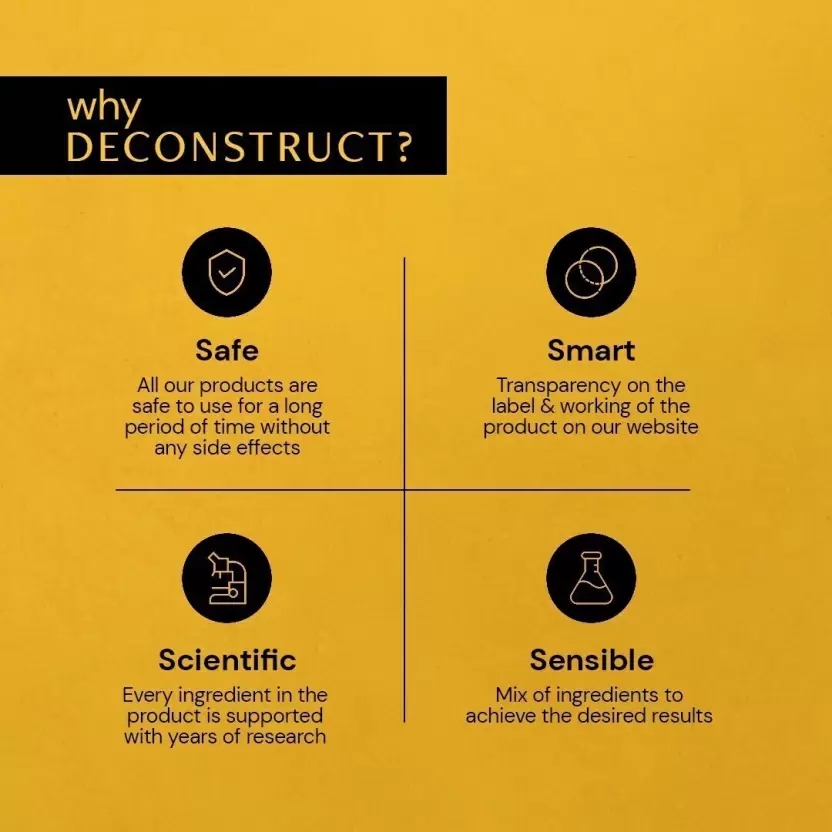 why
DECONSTRUCT?
Safe
All our products are
safe to use for a long
period of time without
any side effects
Smart
Transparency on the
label & working of the
product on our website
Scientific
Every ingredient in the
product is supported
with years of research
Sensible
Mix of ingredients to
achieve the desired results